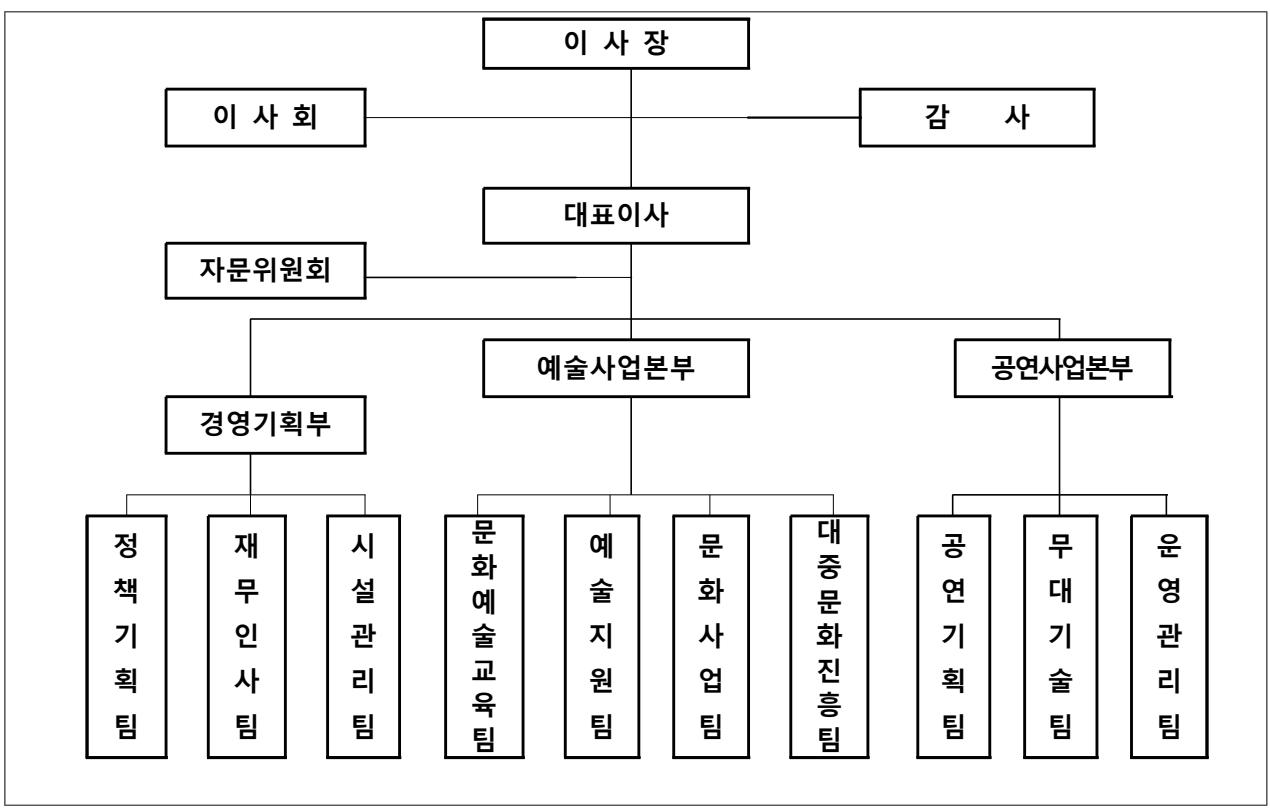 이 사 장
이 사 회
감 사
대표이사
자문위원회
예술사업본부
공연사업본부
경영기획부
정책기획팀
재무인사팀
시설관리팀
문화예술교육팀
예술지원팀
문화사업팀
대중문화진흥팀
공연기획팀
무대기술팀
운영관리팀